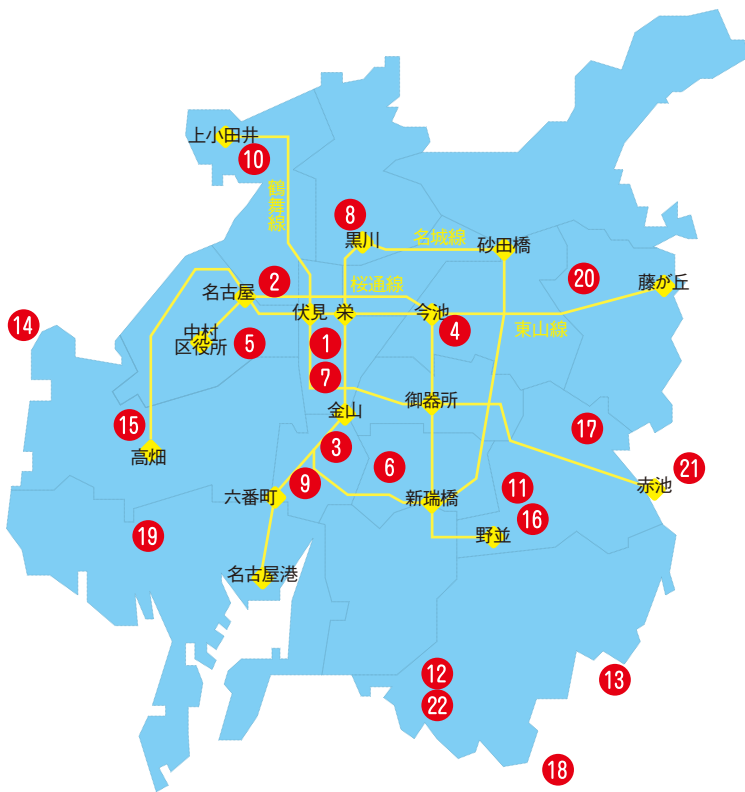 上小田井
10
鶴舞線
8
黒川
名城線
砂田橋
20
藤が丘
2
桜通線
名古屋
14
伏見
栄
今池
東山線
4
中村
区役所
5
1
7
御器所
金山
15
高畑
3
17
6
9
21
赤池
六番町
新瑞橋
11
16
19
野並
名古屋港
12
13
22
18